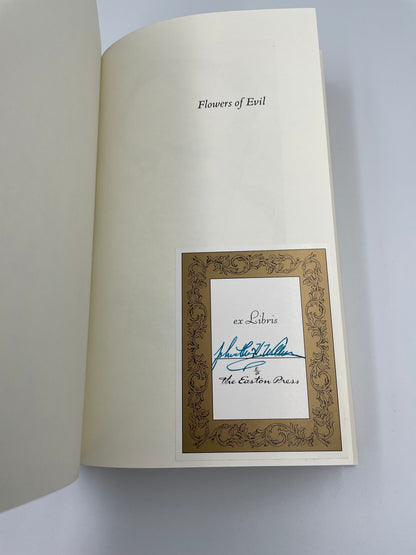 Flowers of Evil
ex Libris
&
The Easton Press